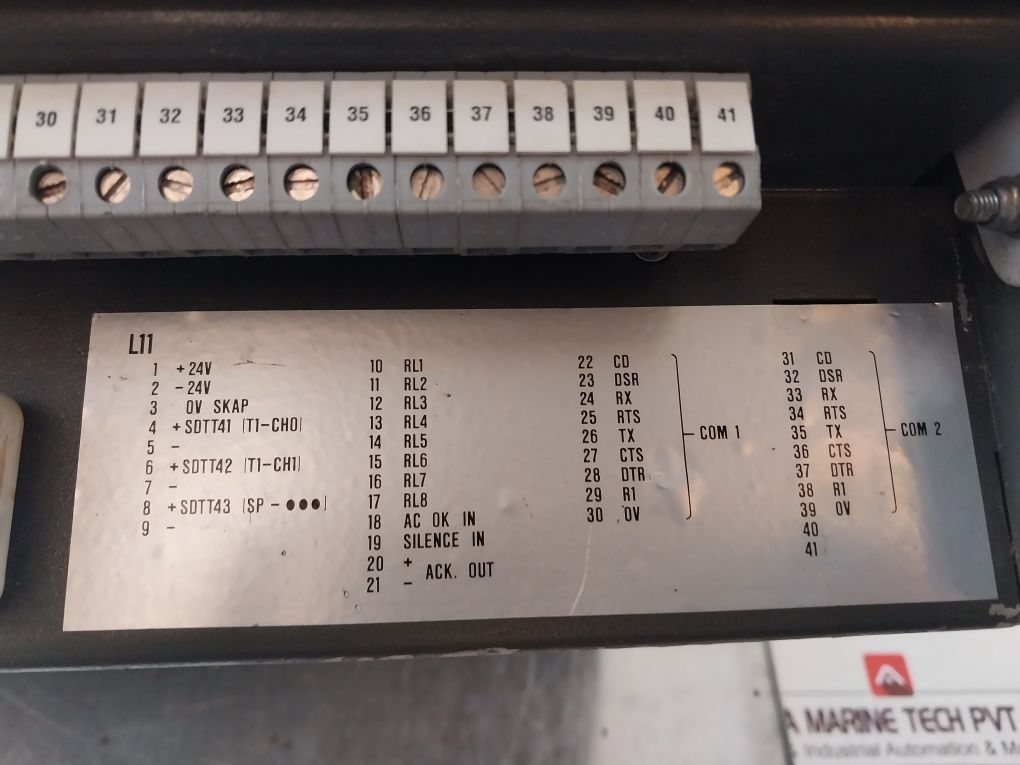 30 31 32 33 34 35 36 37 38 39 40 41
L11
1 +24V
2 -24V
3 0V SKAP
4 +SDTT41 (T1-CH0)
5 -
6 +SDTT42 (T1-CH1)
7 -
8 +SDTT43 (SP - ●●●)
9 -
10 RL1
11 RL2
12 RL3
13 RL4
14 RL5
15 RL6
16 RL7
17 RL8
18 AC OK IN
19 SILENCE IN
20 +
21 - ACK. OUT
22 CD
23 DSR
24 RX
25 RTS
26 TX
27 CTS
28 DTR
29 R1
30 0V
COM 1
31 CD
32 DSR
33 RX
34 RTS
35 TX
36 CTS
37 DTR
38 R1
39 0V
40
41
COM 2
A MARINE TECH PVT
& Industrial Automation & M